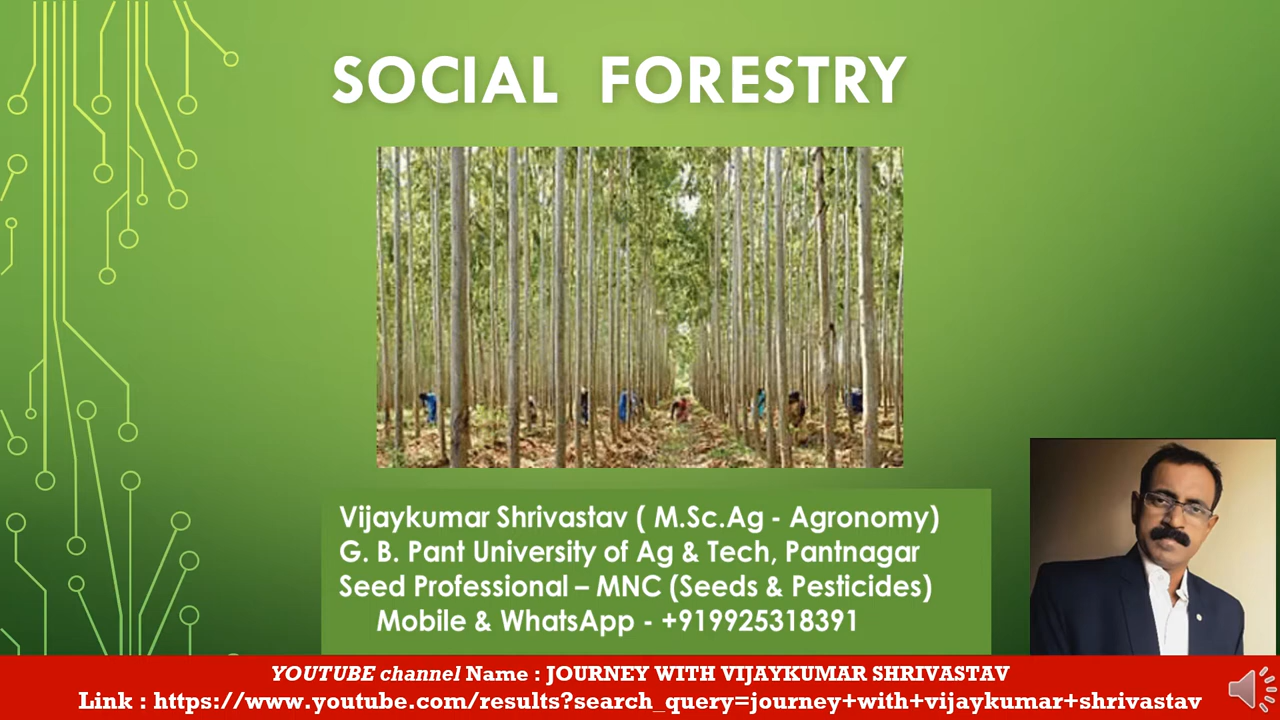 SOCIAL FORESTRY
Vijaykumar Shrivastav ( M.Sc.Ag - Agronomy)
G. B. Pant University of Ag & Tech, Pantnagar
Seed Professional – MNC (Seeds & Pesticides)
Mobile & WhatsApp - +919925318391
YOUTUBE channel Name : JOURNEY WITH VIJAYKUMAR SHRIVASTAV
Link : https://www.youtube.com/results?search_query=journey+with+vijaykumar+shrivastav